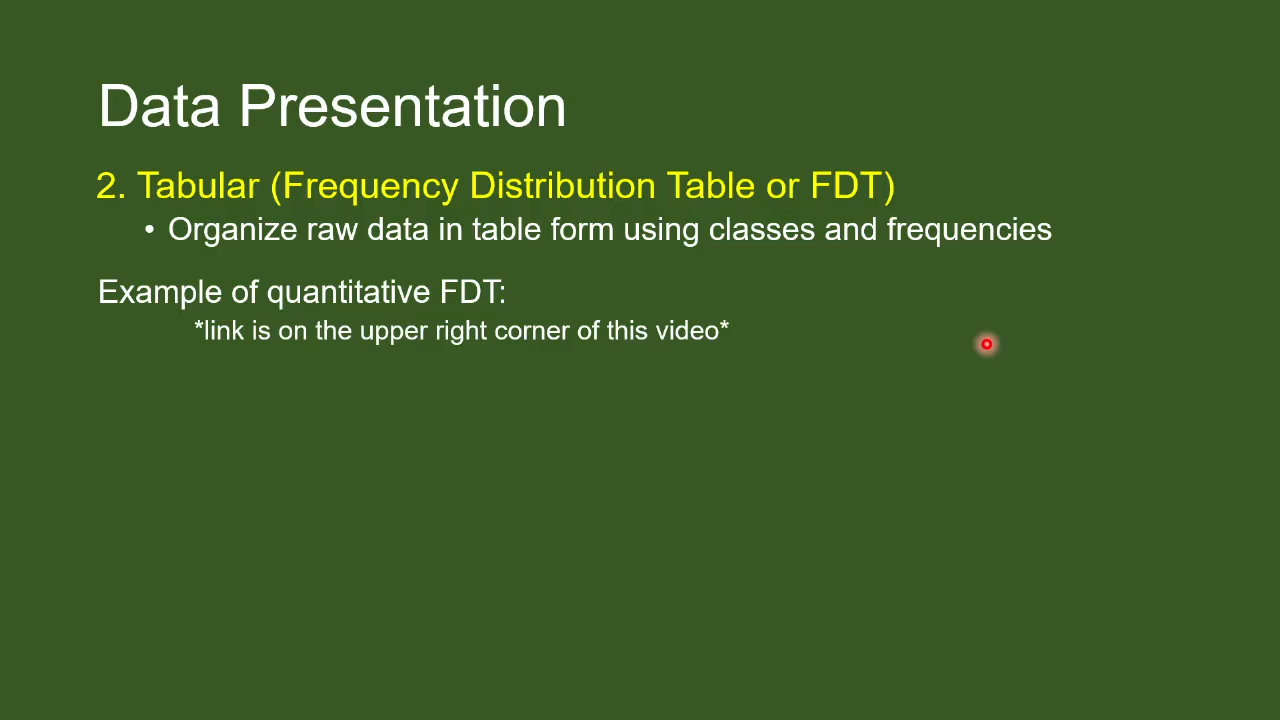 Data Presentation
2. Tabular (Frequency Distribution Table or FDT)
• Organize raw data in table form using classes and frequencies
Example of quantitative FDT:
*link is on the upper right corner of this video*